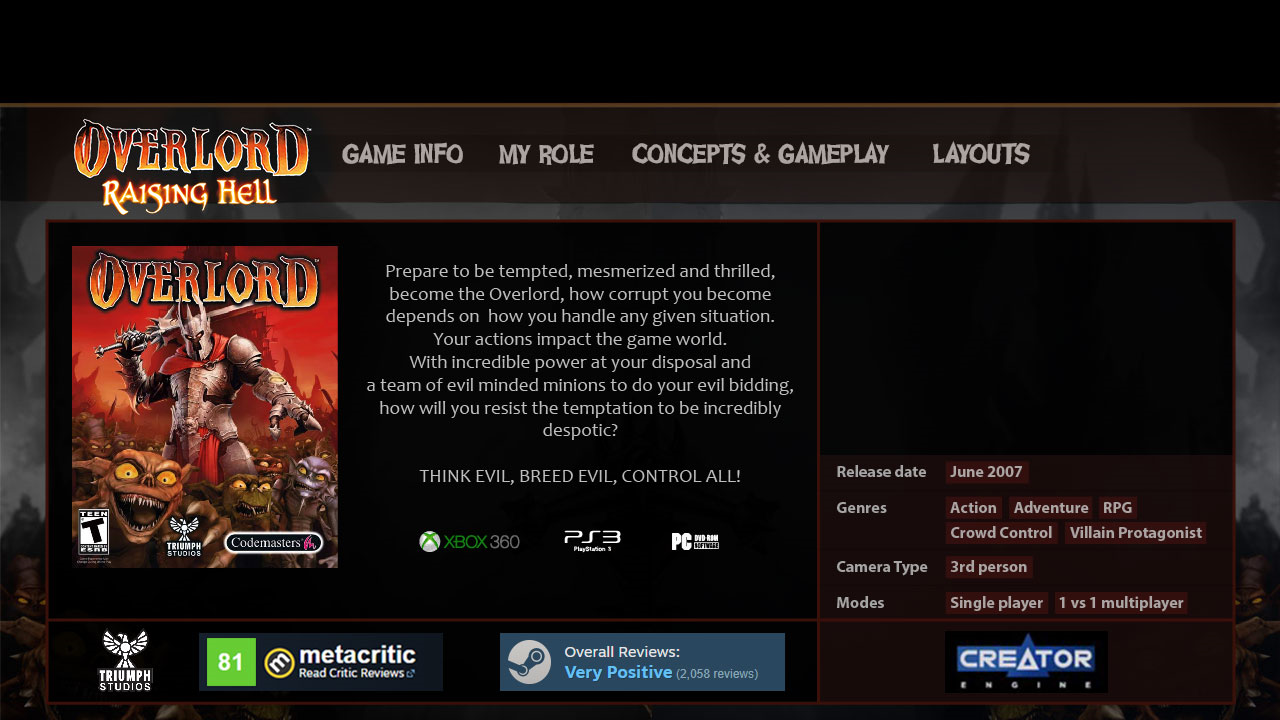 OVERLORD™
RAISING HELL
GAME INFO
MY ROLE
CONCEPTS & GAMEPLAY
LAYOUTS
OVERLORD™
TEEN
T
ESRB
TRIUMPH
STUDIOS
Codemasters
Prepare to be tempted, mesmerized and thrilled,
become the Overlord, how corrupt you become
depends on  how you handle any given situation.
Your actions impact the game world.
With incredible power at your disposal and
a team of evil minded minions to do your evil bidding,
how will you resist the temptation to be incredibly
despotic?
THINK EVIL, BREED EVIL, CONTROL ALL!
XBOX 360
PS3
PlayStation 3
PC DVD-ROM
SOFTWARE
Release date June 2007
Genres Action Adventure RPG
Crowd Control Villain Protagonist
Camera Type 3rd person
Modes Single player 1 vs 1 multiplayer
TRIUMPH
STUDIOS
81
metacritic
Read Critic Reviews
Overall Reviews:
Very Positive (2,058 reviews)
CREATOR
ENGINE